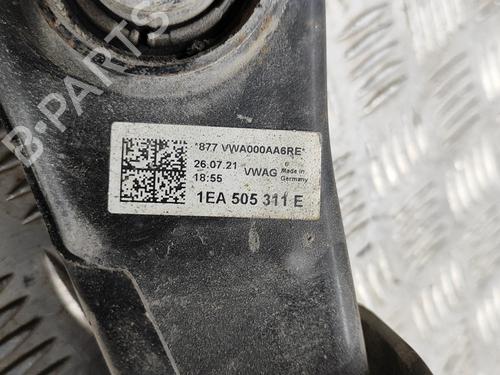 B-Parts
*877 VWA000AA6RE*
26.07.21
18:55
VWAG
Made in
Germany
1EA 505 311 E